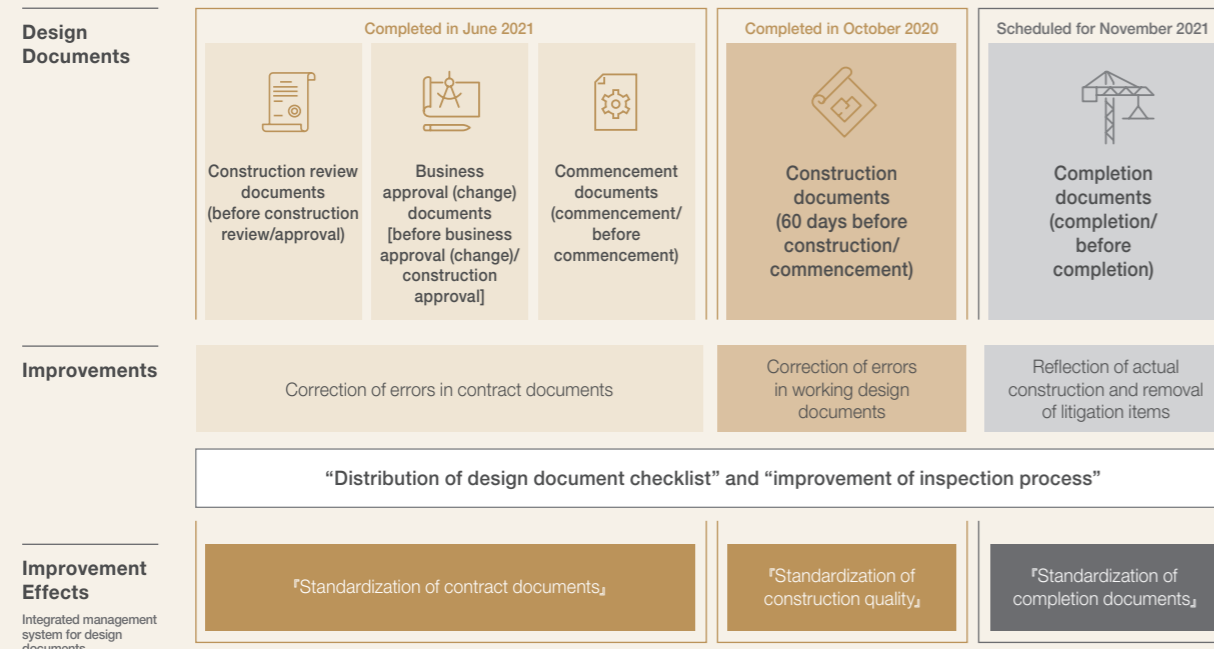 Design
Documents
Completed in June 2021
Construction review
documents
(before construction
review/approval)
Business
approval (change)
documents
[before business
approval (change)/
construction
approval]
Commencement
documents
(commencement/
before
commencement)
Completed in October 2020
Construction
documents
(60 days before
construction/
commencement)
Scheduled for November 2021
Completion
documents
(completion/
before
completion)
Improvements
Correction of errors in contract documents
Correction of errors
in working design
documents
Reflection of actual
construction and removal
of litigation items
“Distribution of design document checklist” and “improvement of inspection process”
Improvement
Effects
Integrated management
system for design
documents
『Standardization of contract documents』
『Standardization of
construction quality』
『Standardization of
completion documents』